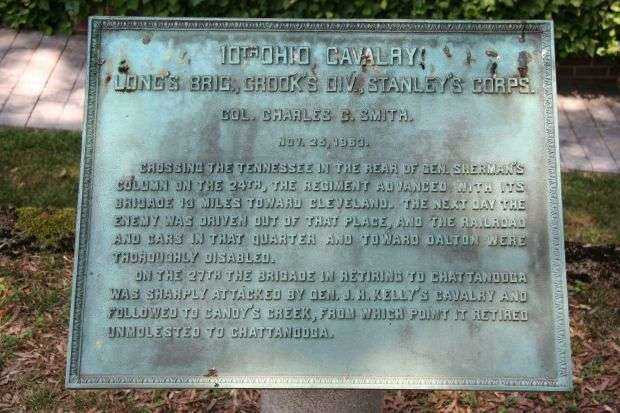 10TH OHIO CAVALRY.
LONG'S BRIG., CROOK'S DIV., STANLEY'S CORPS.
COL. CHARLES C. SMITH.
NOV. 25, 1863.
CROSSING THE TENNESSEE IN THE REAR OF GEN. SHERMAN'S
COLUMN ON THE 24TH, THE REGIMENT ADVANCED WITH ITS
BRIGADE 13 MILES TOWARD CLEVELAND. THE NEXT DAY THE
ENEMY WAS DRIVEN OUT OF THAT PLACE, AND THE RAILROAD
AND CARS IN THAT QUARTER AND TOWARD DALTON WERE
THOROUGHLY DISABLED.
ON THE 27TH THE BRIGADE IN RETIRING TO CHATTANOOGA
WAS SHARPLY ATTACKED BY GEN. J. H. KELLY'S CAVALRY AND
FOLLOWED TO CANDY'S CREEK, FROM WHICH POINT IT RETIRED
UNMOLESTED TO CHATTANOOGA.